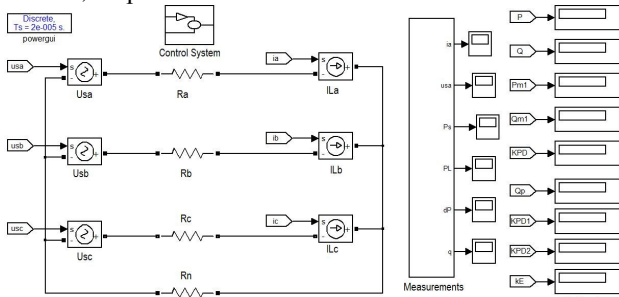 Discrete,
Ts = 2e-005 s.
powergui
Control System
usa
s
-
+
Usa
Ra
ia
s
-
+
ILa
usb
s
-
+
Usb
Rb
ib
s
-
+
ILb
usc
s
-
+
Usc
Rc
ic
s
-
+
ILc
Rn
ia
usa
Ps
PL
dP
q
Measurements
P
Q
Pm1
Qm1
KPD
Qp
KPD1
KPD2
kE